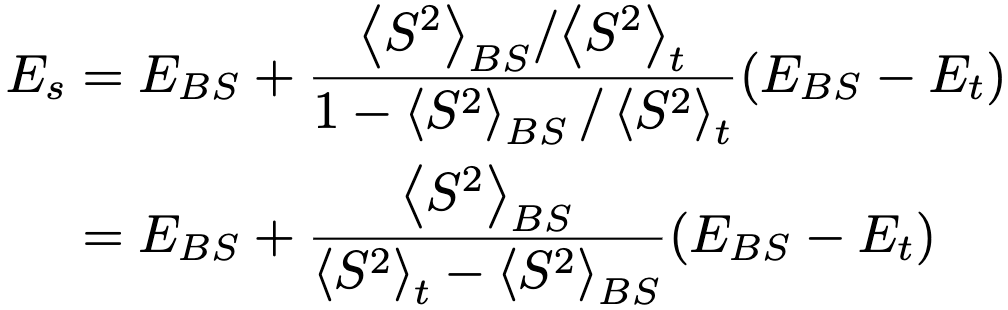 $E_s = E_{BS} + \frac{\langle S^2 \rangle_{BS} / \langle S^2 \rangle_t}{1 - \langle S^2 \rangle_{BS} / \langle S^2 \rangle_t} (E_{BS} - E_t)$
$= E_{BS} + \frac{\langle S^2 \rangle_{BS}}{\langle S^2 \rangle_t - \langle S^2 \rangle_{BS}} (E_{BS} - E_t)$